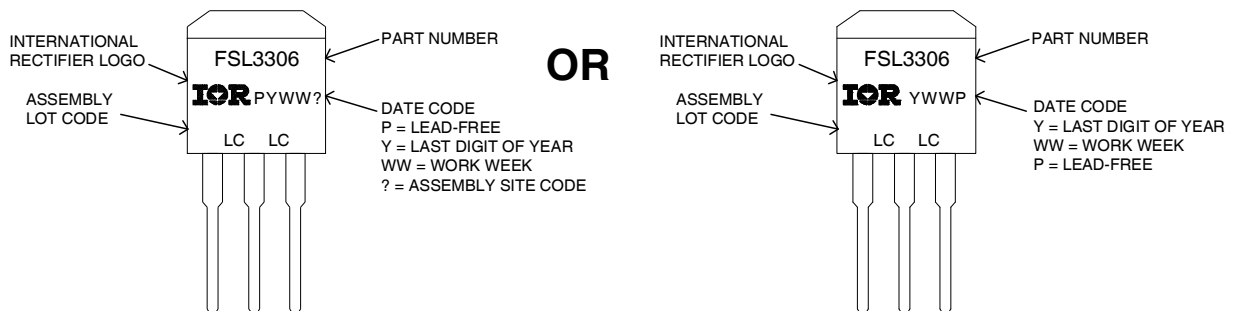 INTERNATIONAL
RECTIFIER LOGO
ASSEMBLY
LOT CODE
FSL3306
IOR PYWW?
LC LC
PART NUMBER
DATE CODE
P = LEAD-FREE
Y = LAST DIGIT OF YEAR
WW = WORK WEEK
? = ASSEMBLY SITE CODE
OR
INTERNATIONAL
RECTIFIER LOGO
ASSEMBLY
LOT CODE
FSL3306
IOR YWWP
LC LC
PART NUMBER
DATE CODE
Y = LAST DIGIT OF YEAR
WW = WORK WEEK
P = LEAD-FREE